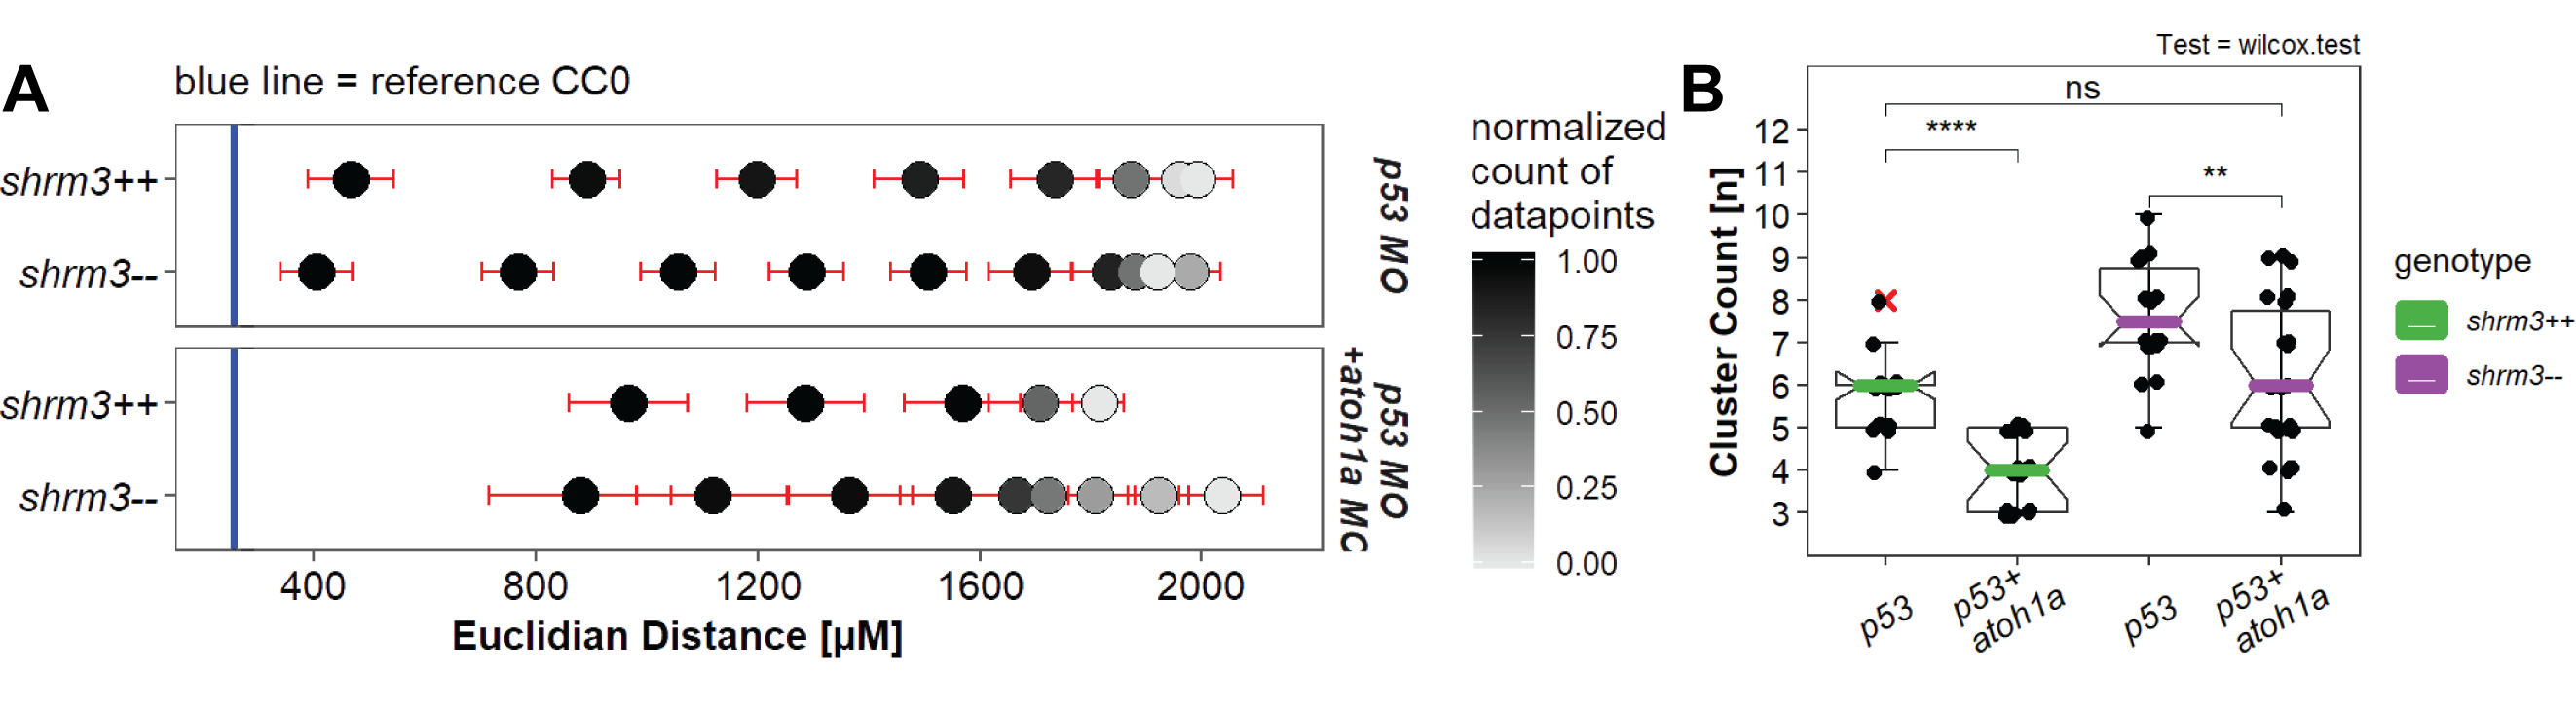 A
blue line = reference CC0
shrm3++
shrm3--
p53 MO
shrm3++
shrm3--
p53 MO
+atoh1a MC
400
800
1200
1600
2000
Euclidian Distance [µM]
normalized
count of
datapoints
1.00
0.75
0.50
0.25
0.00
B
Test = wilcox.test
ns
****
**
Cluster Count [n]
12
11
10
9
8
7
6
5
4
3
p53
p53+
atoh1a
p53
p53+
atoh1a
genotype
shrm3++
shrm3--